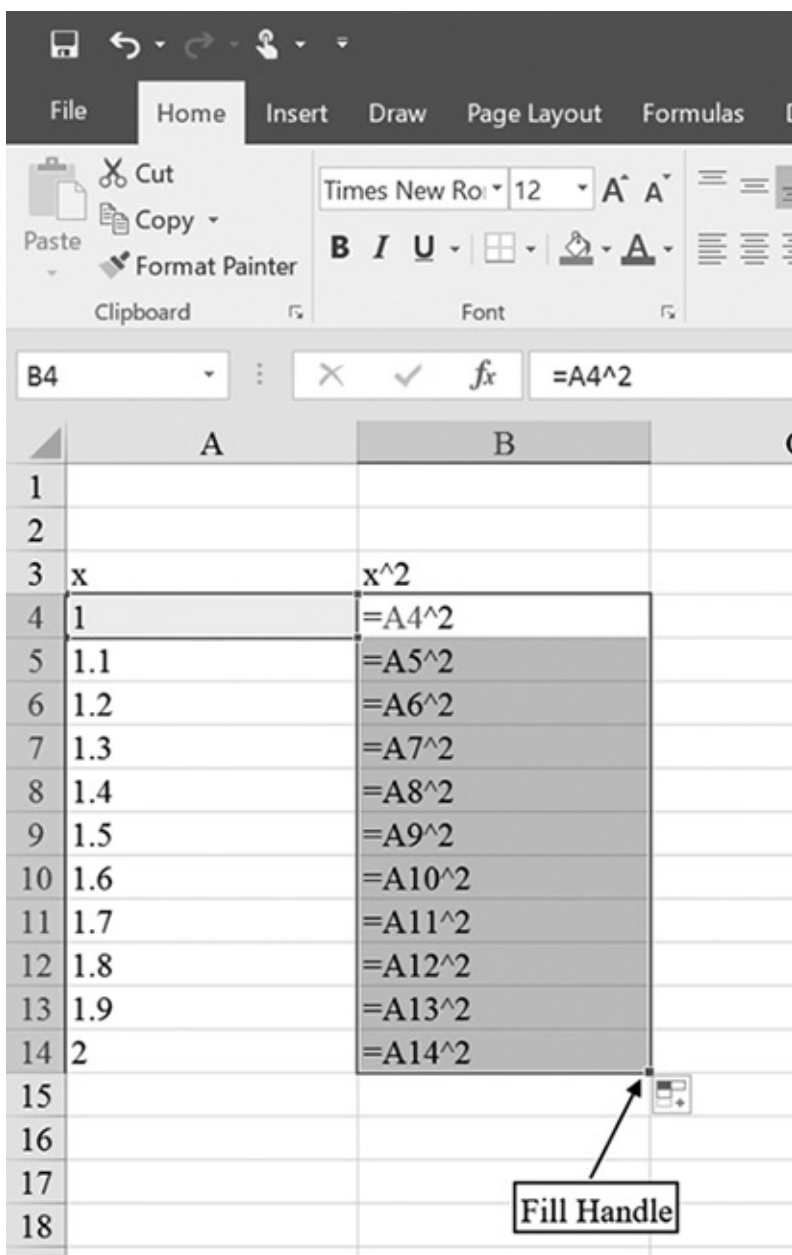 File Home Insert Draw Page Layout Formulas
Cut
Times New Ro 12 A A
Copy
Paste
B I U A
Format Painter
Clipboard Font
B4 fx =A4^2
A B
1
2
3 x x^2
4 1 =A4^2
5 1.1 =A5^2
6 1.2 =A6^2
7 1.3 =A7^2
8 1.4 =A8^2
9 1.5 =A9^2
10 1.6 =A10^2
11 1.7 =A11^2
12 1.8 =A12^2
13 1.9 =A13^2
14 2 =A14^2
15
16
17
18
Fill Handle